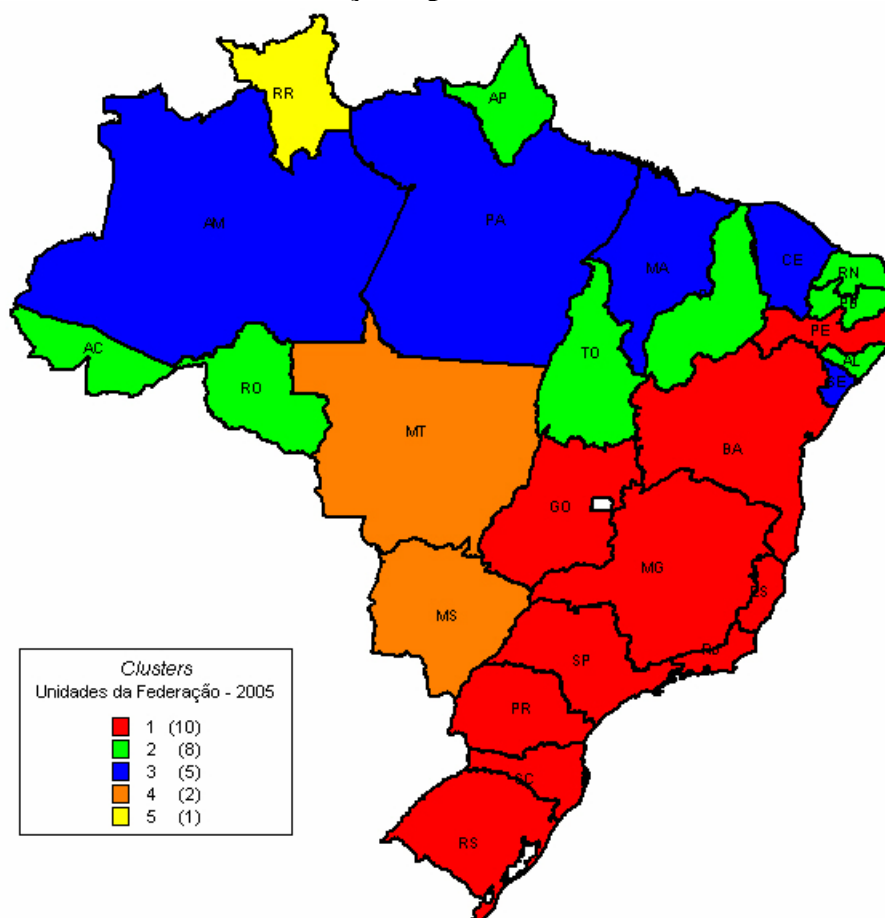 RR
AP
AM
PA
MA
CE
RN
PB
PE
AC
TO
AL
SE
RO
MT
BA
GO
MG
ES
MS
RJ
SP
PR
SC
RS
Clusters
Unidades da Federação - 2005
1 (10)
2 (8)
3 (5)
4 (2)
5 (1)